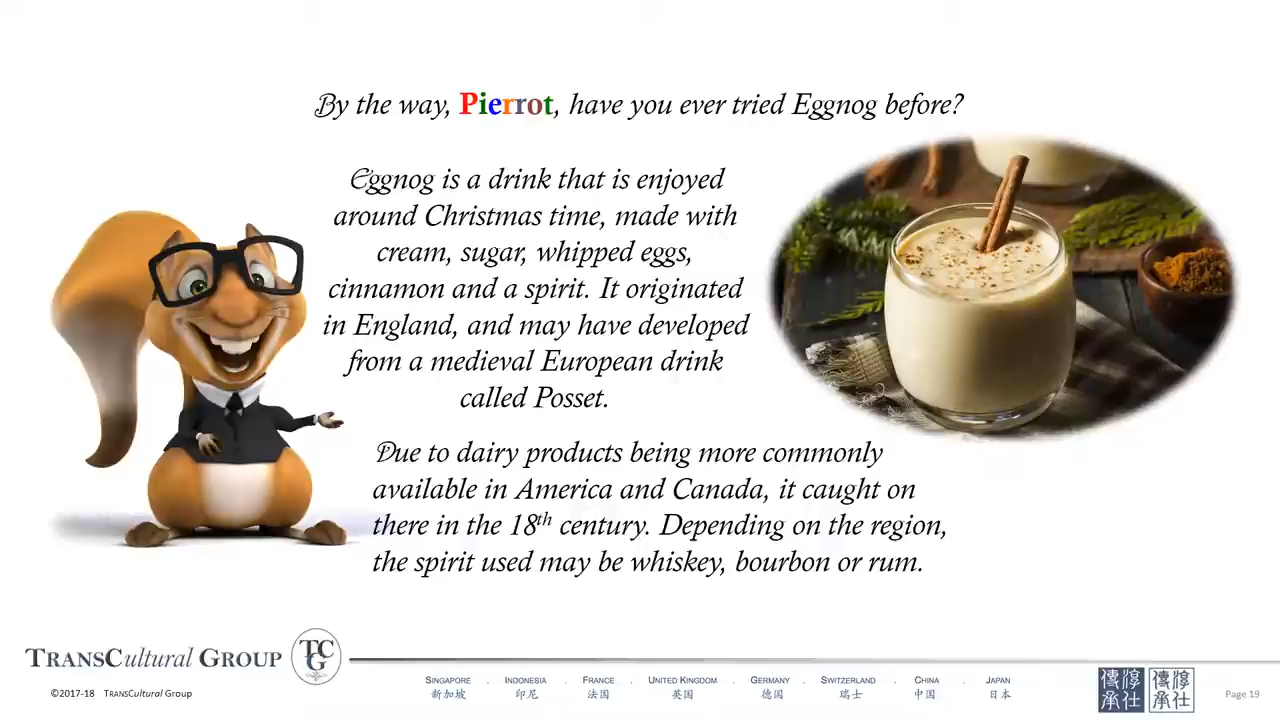 By the way, Pierrot, have you ever tried Eggnog before?
Eggnog is a drink that is enjoyed
around Christmas time, made with
cream, sugar, whipped eggs,
cinnamon and a spirit. It originated
in England, and may have developed
from a medieval European drink
called Posset.
Due to dairy products being more commonly
available in America and Canada, it caught on
there in the 18th century. Depending on the region,
the spirit used may be whiskey, bourbon or rum.
TRANSCultural GROUP TCG
©2017-18 TRANSCultural Group
SINGAPORE . INDONESIA . FRANCE . UNITED KINGDOM . GERMANY . SWITZERLAND . CHINA . JAPAN
新加坡 印尼 法国 英国 德国 瑞士 中国 日本
傳淳 傳淳
承仕 承仕
Page 19